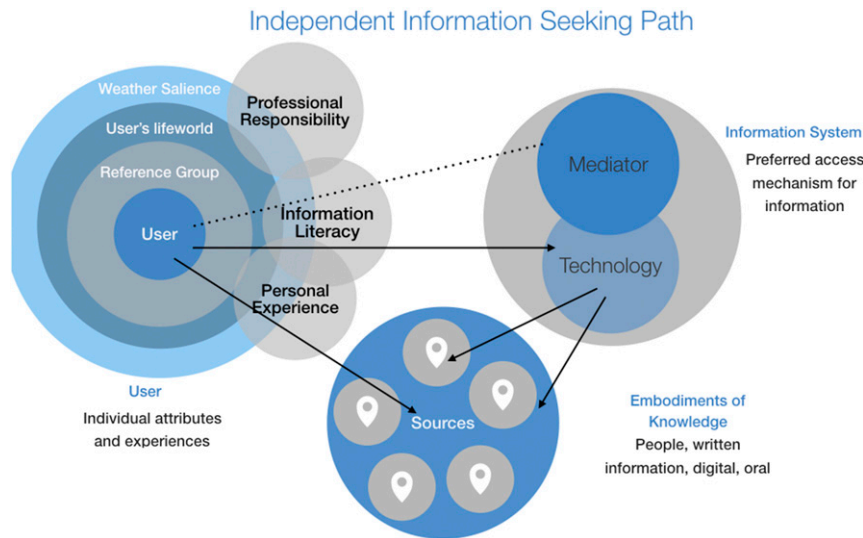 Independent Information Seeking Path
Weather Salience
User's lifeworld
Reference Group
User
Professional
Responsibility
Information
Literacy
Personal
Experience
Mediator
Technology
Information System
Preferred access
mechanism for
information
User
Individual attributes
and experiences
Sources
Embodiments of
Knowledge
People, written
information, digital, oral